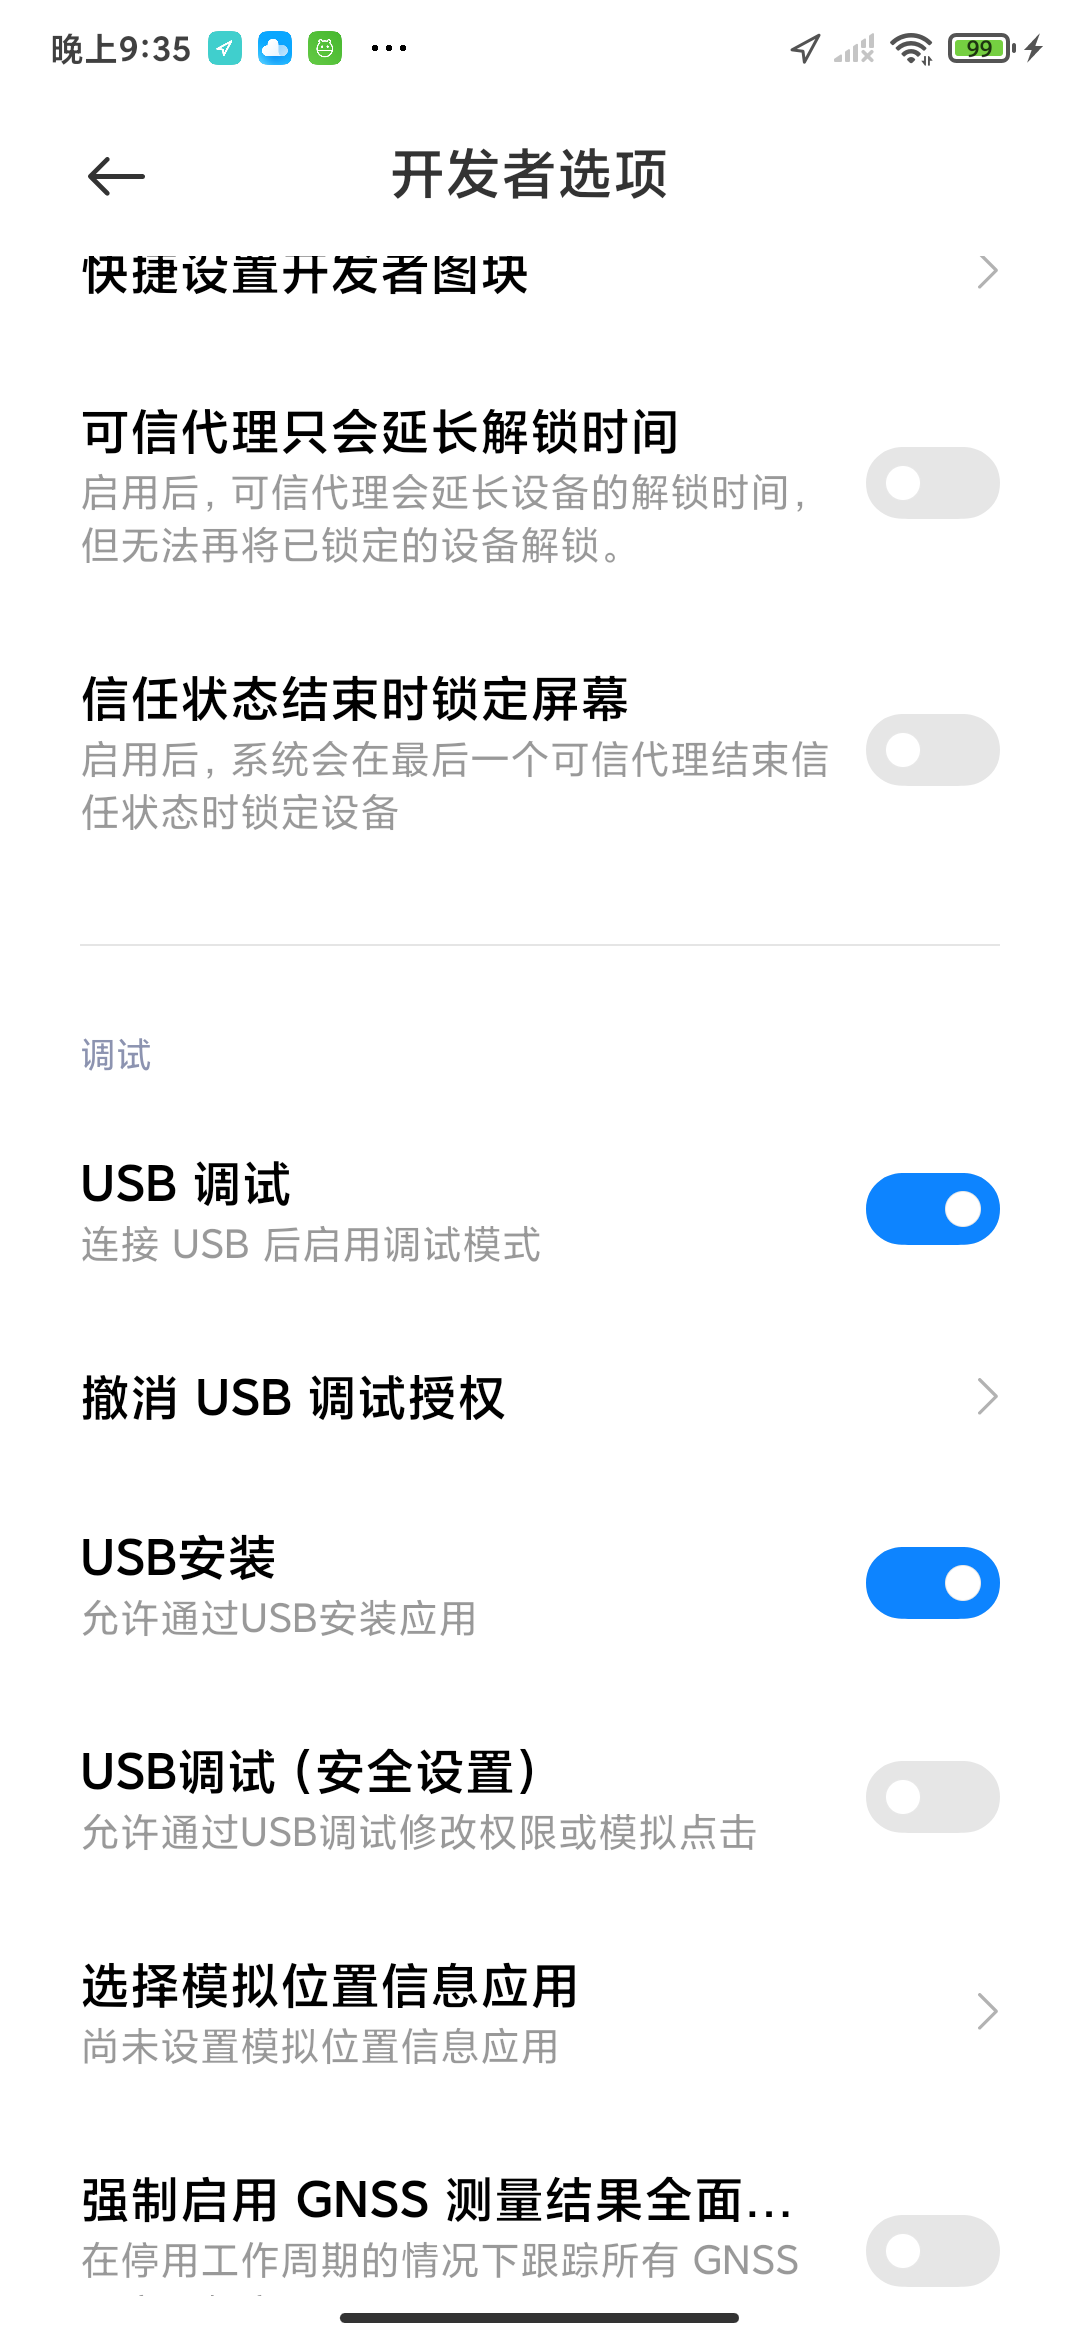 晚上9:35
99
开发者选项
快捷设置开发者图块
可信代理只会延长解锁时间
启用后，可信代理会延长设备的解锁时间，
但无法再将已锁定的设备解锁。
信任状态结束时锁定屏幕
启用后，系统会在最后一个可信代理结束信
任状态时锁定设备
调试
USB 调试
连接 USB 后启用调试模式
撤消 USB 调试授权
USB安装
允许通过USB安装应用
USB调试（安全设置）
允许通过USB调试修改权限或模拟点击
选择模拟位置信息应用
尚未设置模拟位置信息应用
强制启用 GNSS 测量结果全面...
在停用工作周期的情况下跟踪所有 GNSS